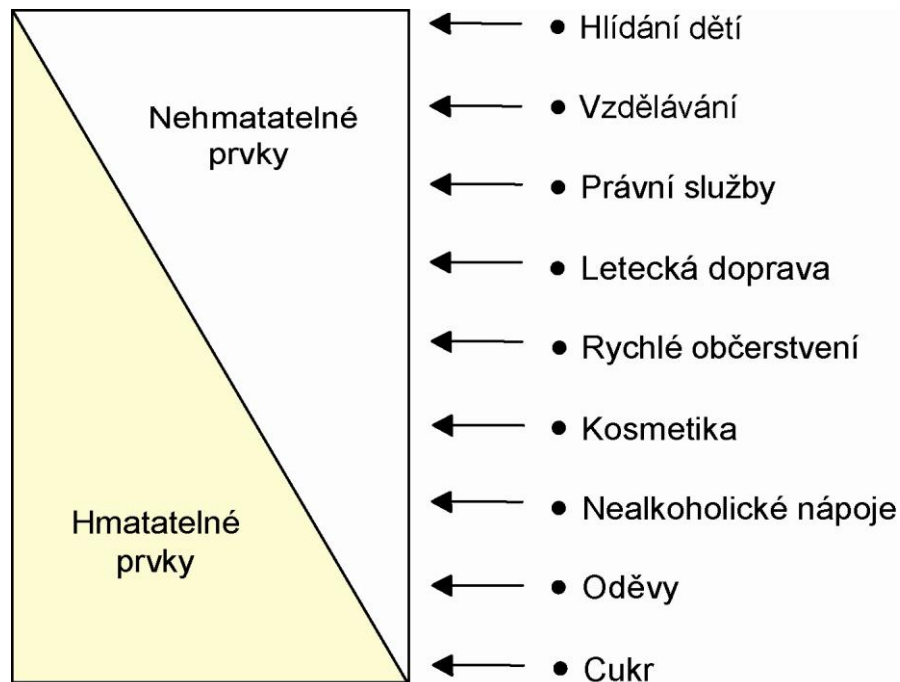 Nehmatatelné
prvky
Hmatatelné
prvky
• Hlídání dětí
• Vzdělávání
• Právní služby
• Letecká doprava
• Rychlé občerstvení
• Kosmetika
• Nealkoholické nápoje
• Oděvy
• Cukr